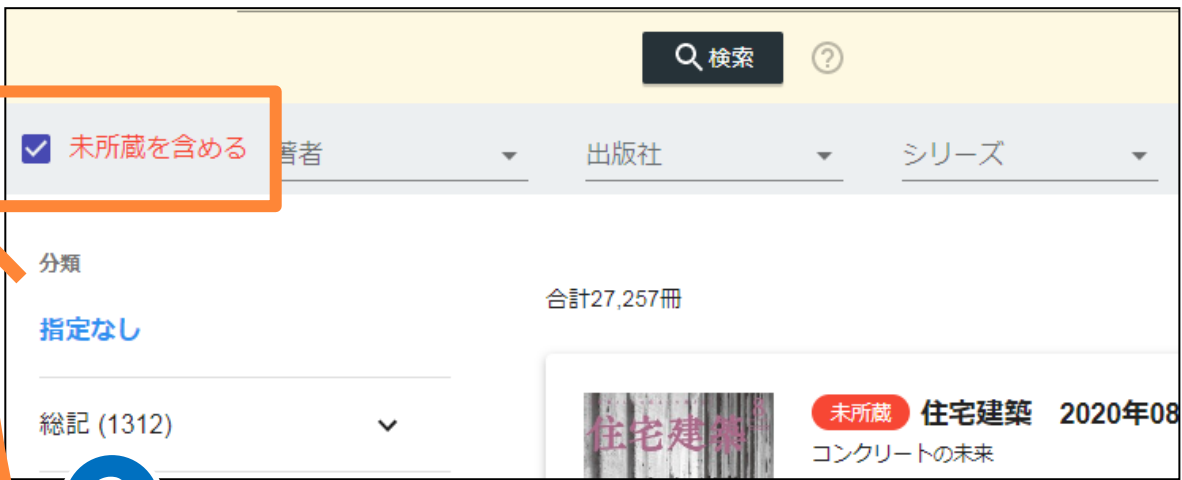 検索
未所蔵を含める
著者
出版社
シリーズ
分類
指定なし
合計27,257冊
総記 (1312)
住宅建築
未所蔵 住宅建築 2020年08
コンクリートの未来